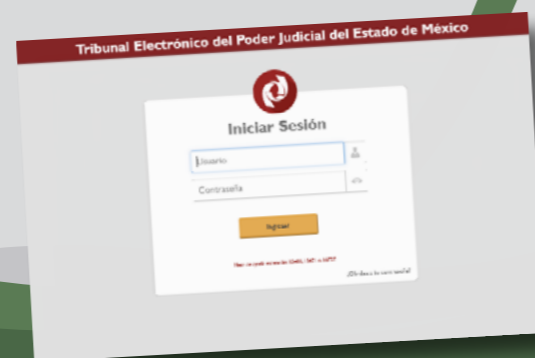 Tribunal Electrónico del Poder Judicial del Estado de México
Iniciar Sesión
Usuario
Contraseña
Ingresar